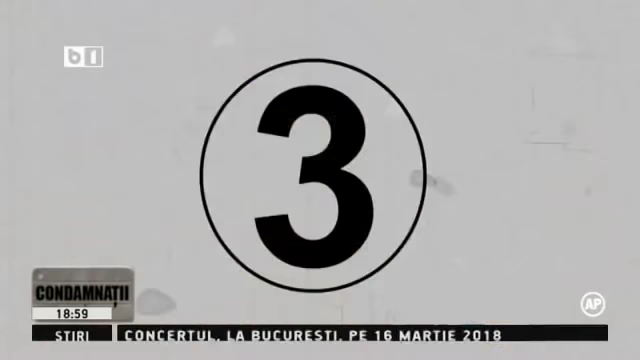 b1
3
CONDAMNAȚII
18:59
AP
ȘTIRI
CONCERTUL, LA BUCUREȘTI, PE 16 MARTIE 2018